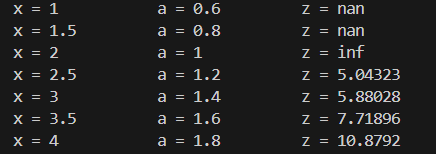 x = 1 a = 0.6 z = nan
x = 1.5 a = 0.8 z = nan
x = 2 a = 1 z = inf
x = 2.5 a = 1.2 z = 5.04323
x = 3 a = 1.4 z = 5.88028
x = 3.5 a = 1.6 z = 7.71896
x = 4 a = 1.8 z = 10.8792